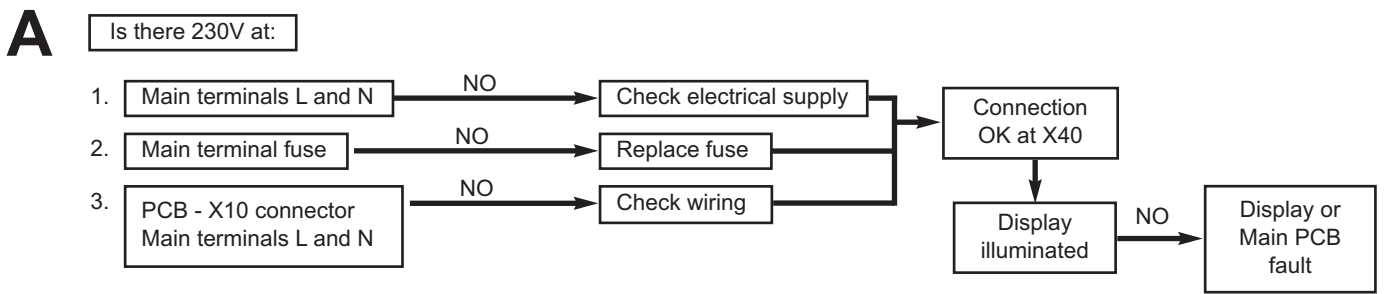 A
Is there 230V at:
1. Main terminals L and N
NO
Check electrical supply
2. Main terminal fuse
NO
Replace fuse
3. PCB - X10 connector
Main terminals L and N
NO
Check wiring
Connection
OK at X40
Display
illuminated
NO
Display or
Main PCB
fault